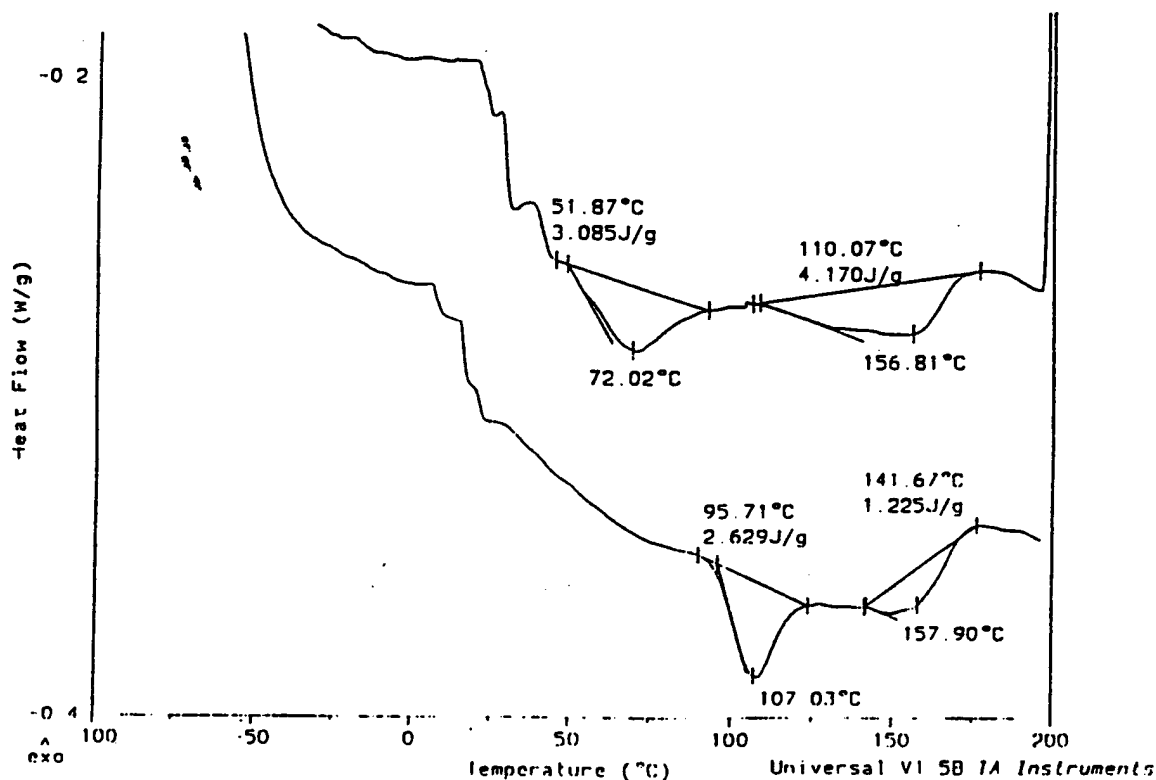 -0 2
51.87°C
3.085J/g
110.07°C
4.170J/g
72.02°C
156.81°C
Heat Flow (W/g)
95.71°C
2.629J/g
141.67°C
1.225J/g
157.90°C
107.03°C
-0 4
exo
100
-50
0
50
100
150
200
Temperature (°C)
Universal V1 5B TA Instruments